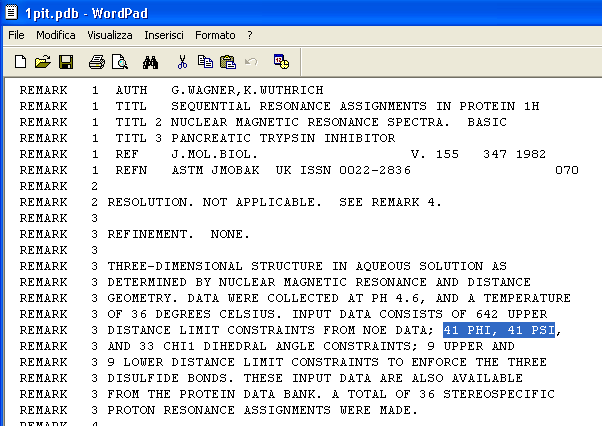 1pit.pdb - WordPad
File Modifica Visualizza Inserisci Formato ?
REMARK 1 AUTH G.WAGNER,K.WUTHRICH
REMARK 1 TITL SEQUENTIAL RESONANCE ASSIGNMENTS IN PROTEIN 1H
REMARK 1 TITL 2 NUCLEAR MAGNETIC RESONANCE SPECTRA. BASIC
REMARK 1 TITL 3 PANCREATIC TRYPSIN INHIBITOR
REMARK 1 REF J.MOL.BIOL. V. 155 347 1982
REMARK 1 REFN ASTM JMOBAK UK ISSN 0022-2836 070
REMARK 2
REMARK 2 RESOLUTION. NOT APPLICABLE. SEE REMARK 4.
REMARK 3
REMARK 3 REFINEMENT. NONE.
REMARK 3
REMARK 3 THREE-DIMENSIONAL STRUCTURE IN AQUEOUS SOLUTION AS
REMARK 3 DETERMINED BY NUCLEAR MAGNETIC RESONANCE AND DISTANCE
REMARK 3 GEOMETRY. DATA WERE COLLECTED AT PH 4.6, AND A TEMPERATURE
REMARK 3 OF 36 DEGREES CELSIUS. INPUT DATA CONSISTS OF 642 UPPER
REMARK 3 DISTANCE LIMIT CONSTRAINTS FROM NOE DATA; 41 PHI, 41 PSI,
REMARK 3 AND 33 CHI1 DIHEDRAL ANGLE CONSTRAINTS; 9 UPPER AND
REMARK 3 9 LOWER DISTANCE LIMIT CONSTRAINTS TO ENFORCE THE THREE
REMARK 3 DISULFIDE BONDS. THESE INPUT DATA ARE ALSO AVAILABLE
REMARK 3 FROM THE PROTEIN DATA BANK. A TOTAL OF 36 STEREOSPECIFIC
REMARK 3 PROTON RESONANCE ASSIGNMENTS WERE MADE.
REMARK 4